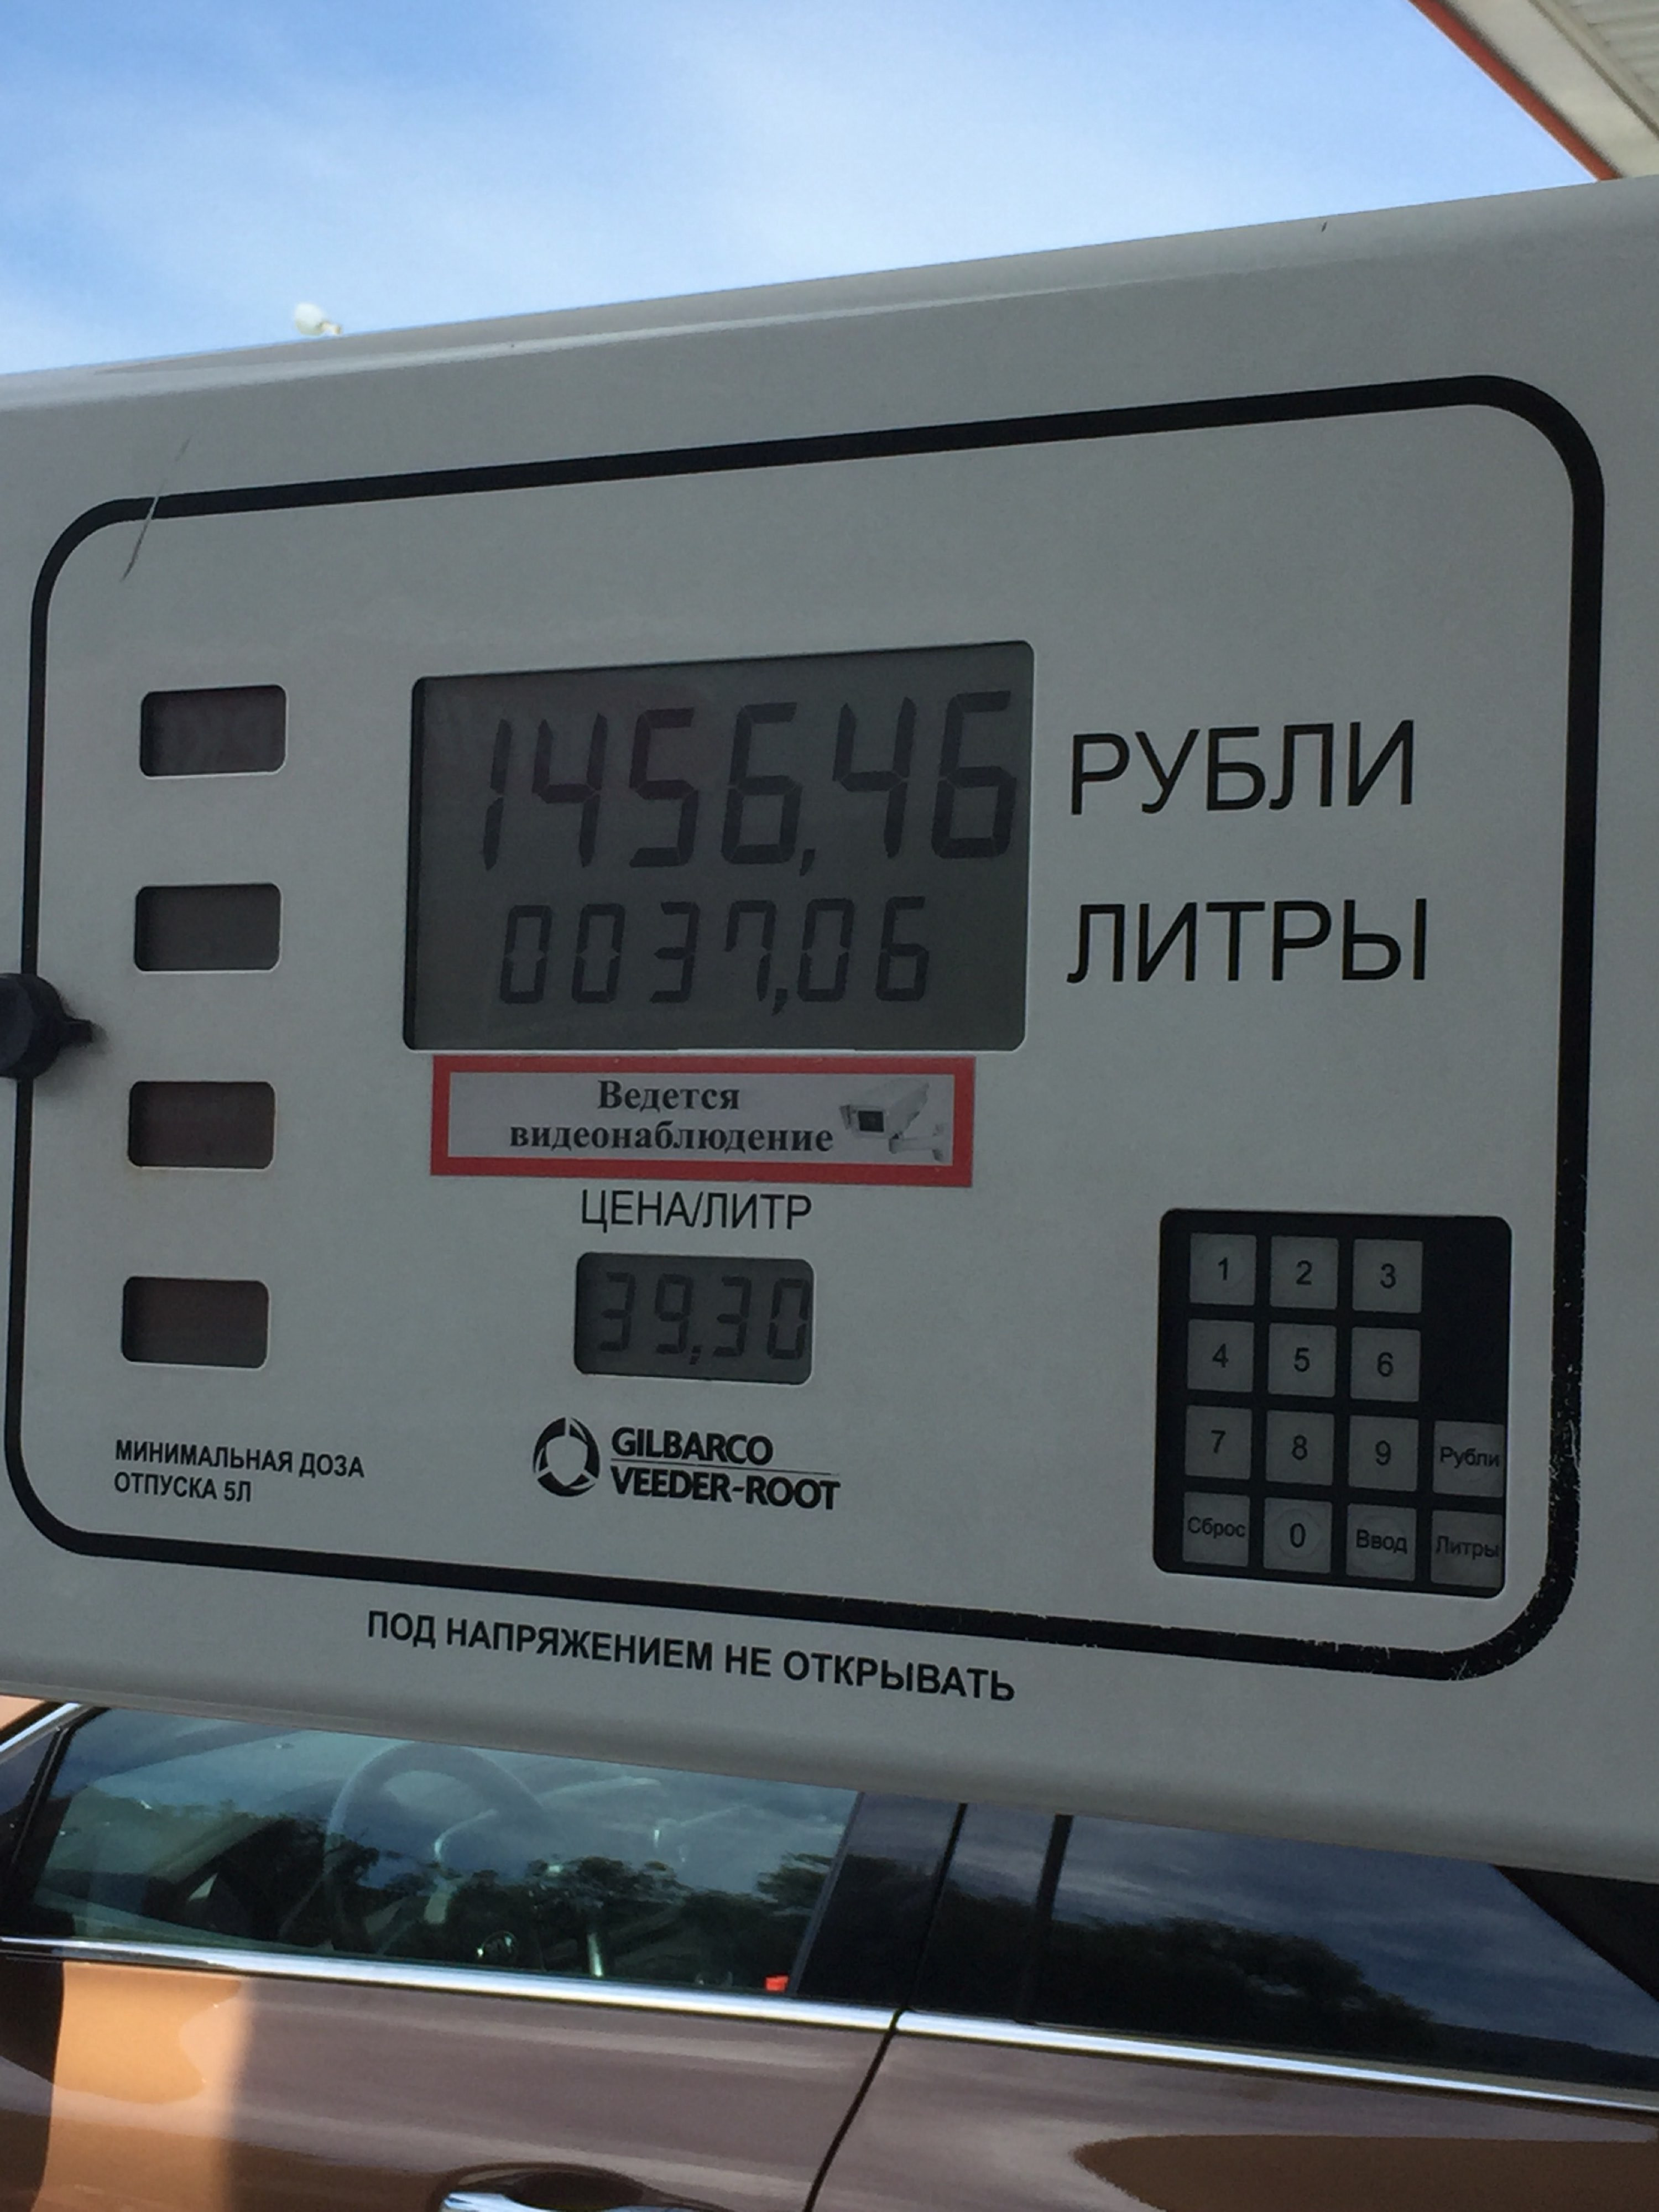 1456,46 РУБЛИ
0037,06 ЛИТРЫ
Ведется
видеонаблюдение
ЦЕНА/ЛИТР
39,30
GILBARCO
VEEDER-ROOT
МИНИМАЛЬНАЯ ДОЗА
ОТПУСКА 5Л
1 2 3
4 5 6
7 8 9 Рубли
Сброс 0 Ввод Литры
ПОД НАПРЯЖЕНИЕМ НЕ ОТКРЫВАТЬ